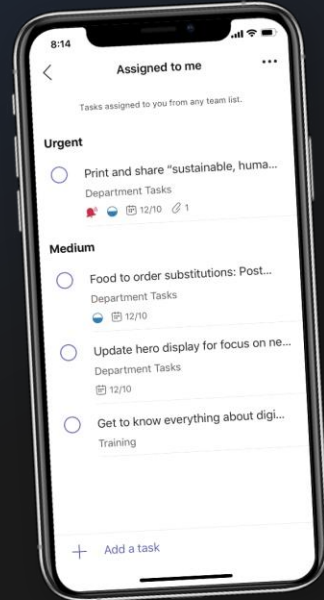 8:14
Assigned to me
Tasks assigned to you from any team list.
Urgent
Print and share “sustainable, huma...
Department Tasks
12/10 1
Medium
Food to order substitutions: Post...
Department Tasks
12/10
Update hero display for focus on ne...
Department Tasks
12/10
Get to know everything about digi...
Training
Add a task